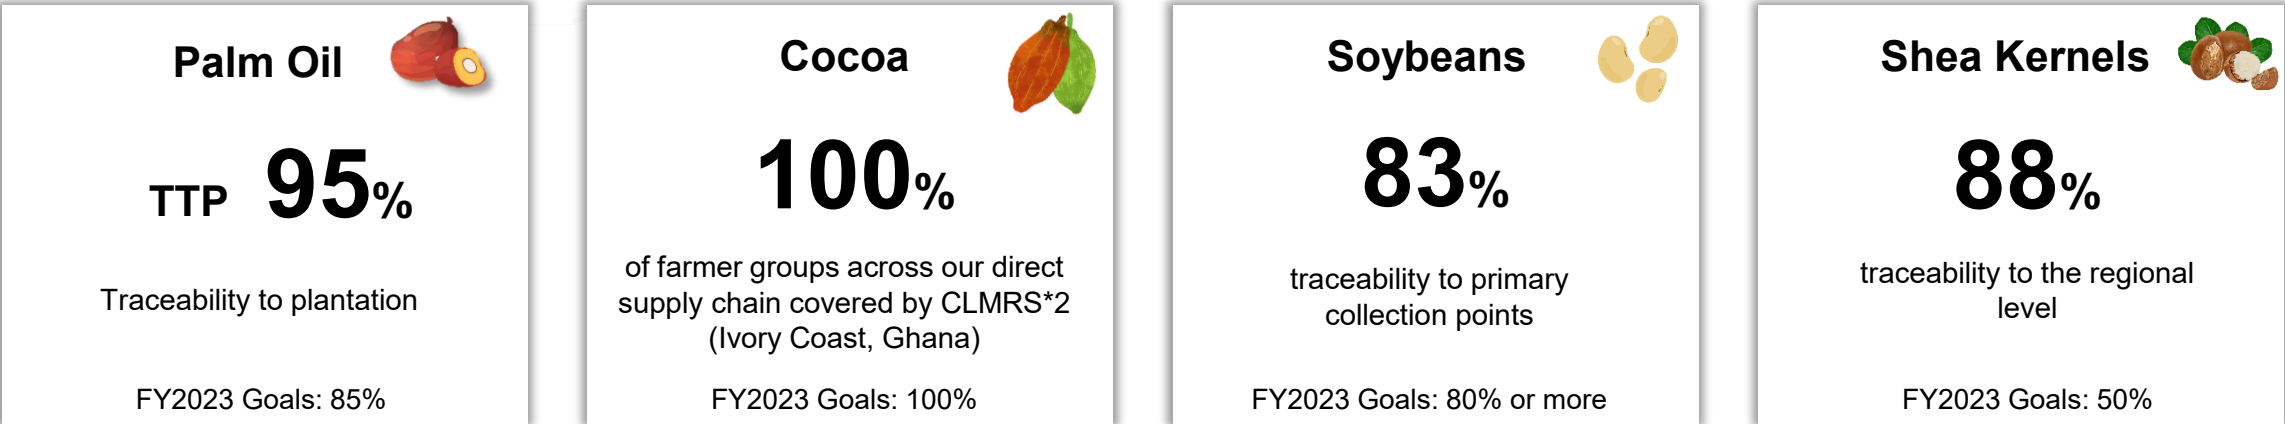 Palm Oil
TTP 95%
Traceability to plantation
FY2023 Goals: 85%
Cocoa
100%
of farmer groups across our direct
supply chain covered by CLMRS*2
(Ivory Coast, Ghana)
FY2023 Goals: 100%
Soybeans
83%
traceability to primary
collection points
FY2023 Goals: 80% or more
Shea Kernels
88%
traceability to the regional
level
FY2023 Goals: 50%